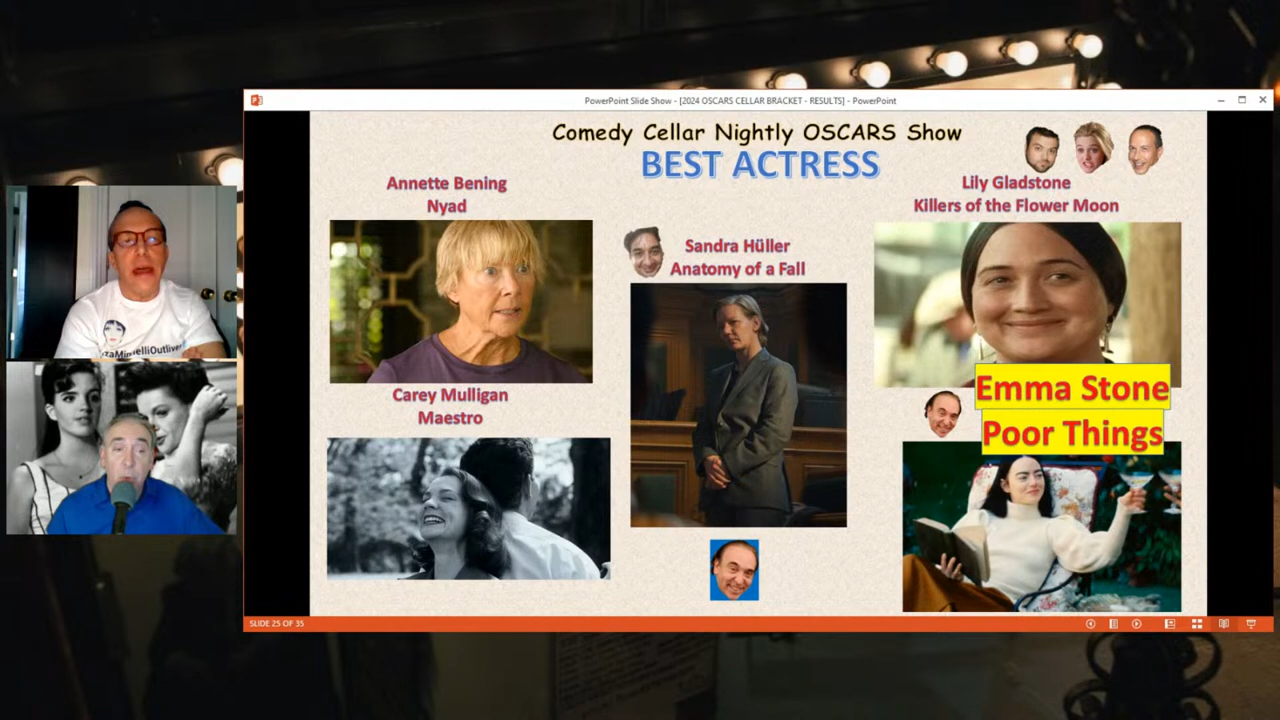 PowerPoint Slide Show - [2024 OSCARS CELLAR BRACKET - RESULTS] - PowerPoint
Comedy Cellar Nightly OSCARS Show
BEST ACTRESS
Annette Bening
Nyad
Lily Gladstone
Killers of the Flower Moon
Sandra Hüller
Anatomy of a Fall
Carey Mulligan
Maestro
Emma Stone
Poor Things
zaMinnelliOutlives
SLIDE 25 OF 35